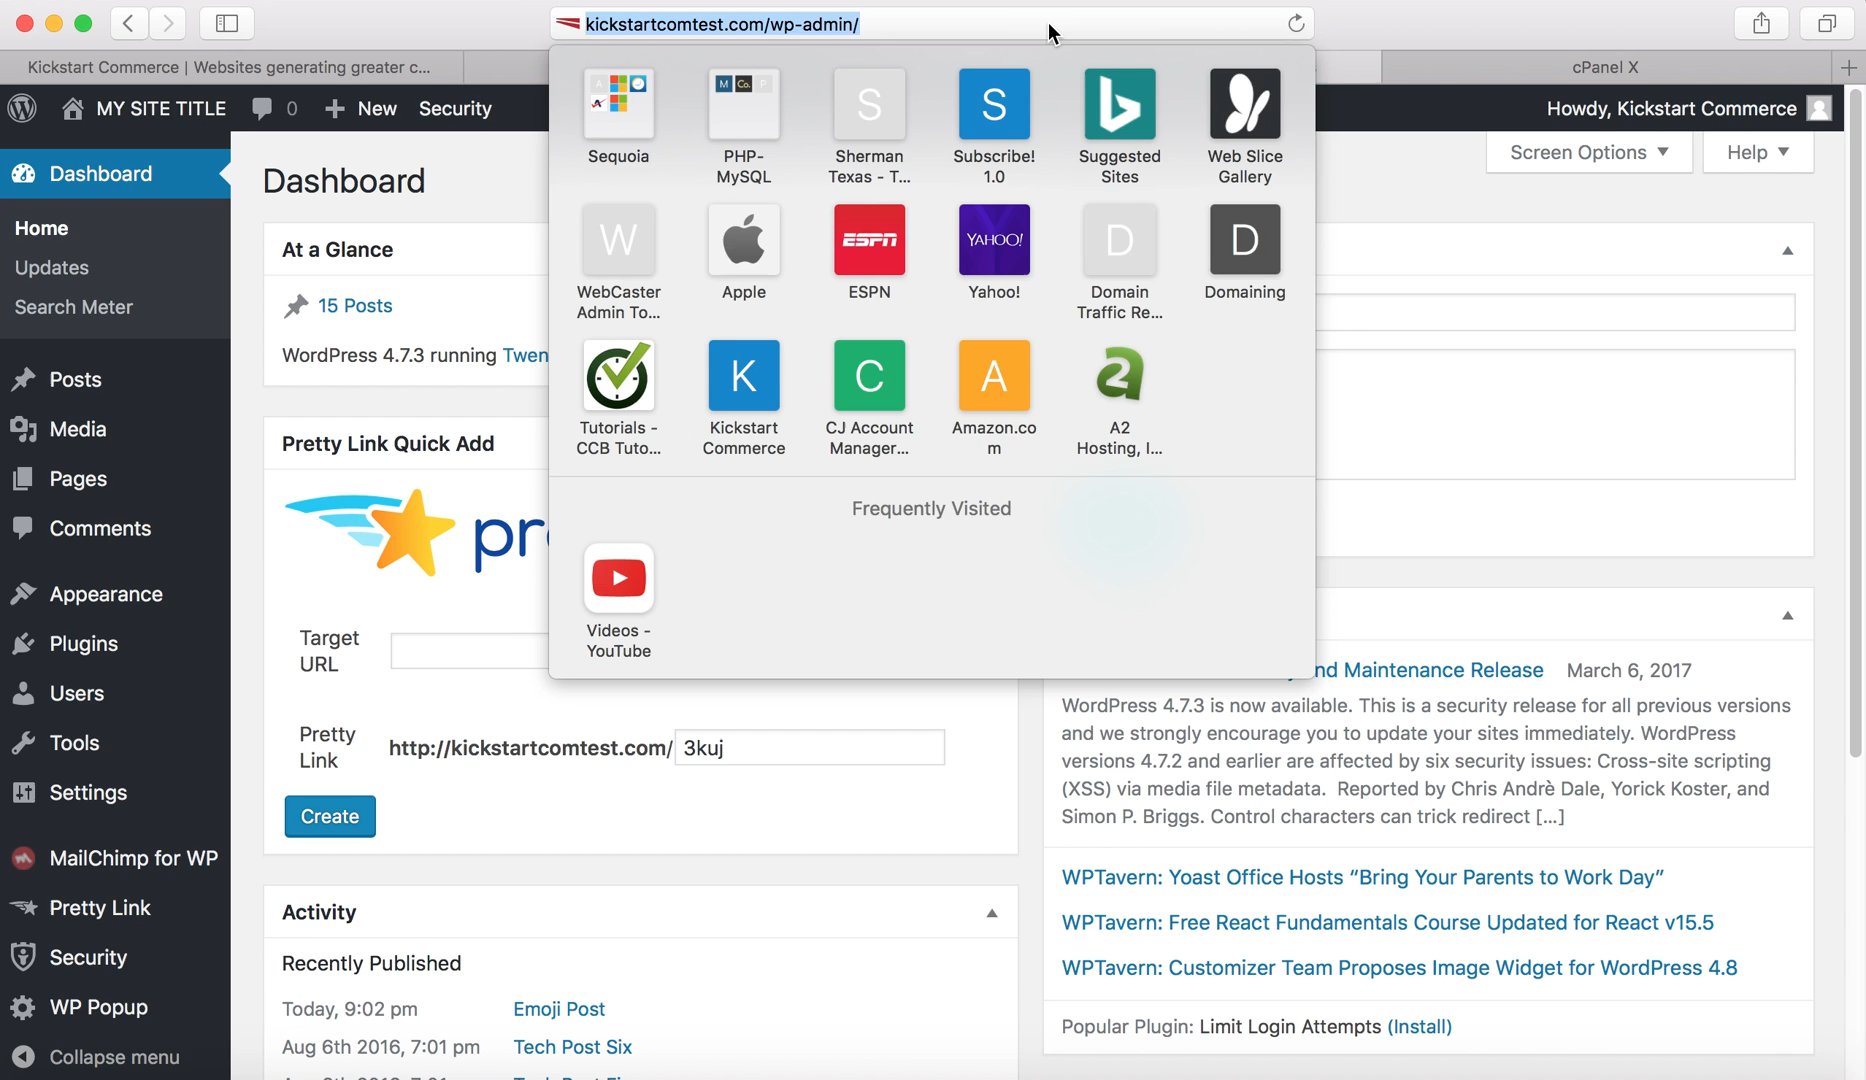 kickstartcomtest.com/wp-admin/
Kickstart Commerce | Websites generating greater c...
cPanel X
MY SITE TITLE
0
New
Security
Howdy, Kickstart Commerce
Dashboard
Home
Updates
Search Meter
Posts
Media
Pages
Comments
Appearance
Plugins
Users
Tools
Settings
MailChimp for WP
Pretty Link
Security
WP Popup
Collapse menu
Dashboard
Screen Options
Help
At a Glance
15 Posts
WordPress 4.7.3 running Twen
Pretty Link Quick Add
pr
Target
URL
Pretty
Link
http://kickstartcomtest.com/
3kuj
Create
Activity
Recently Published
Today, 9:02 pm
Emoji Post
Aug 6th 2016, 7:01 pm
Tech Post Six
A
M Co. P
S
S
Sequoia
PHP-
MySQL
Sherman
Texas - T...
Subscribe!
1.0
Suggested
Sites
Web Slice
Gallery
W
ESPN
YAHOO!
D
D
WebCaster
Admin To...
Apple
ESPN
Yahoo!
Domain
Traffic Re...
Domaining
K
C
A
Tutorials -
CCB Tuto...
Kickstart
Commerce
CJ Account
Manager...
Amazon.co
m
A2
Hosting, I...
Frequently Visited
Videos -
YouTube
nd Maintenance Release
March 6, 2017
WordPress 4.7.3 is now available. This is a security release for all previous versions
and we strongly encourage you to update your sites immediately. WordPress
versions 4.7.2 and earlier are affected by six security issues: Cross-site scripting
(XSS) via media file metadata. Reported by Chris Andrè Dale, Yorick Koster, and
Simon P. Briggs. Control characters can trick redirect [...]
WPTavern: Yoast Office Hosts “Bring Your Parents to Work Day”
WPTavern: Free React Fundamentals Course Updated for React v15.5
WPTavern: Customizer Team Proposes Image Widget for WordPress 4.8
Popular Plugin: Limit Login Attempts (Install)